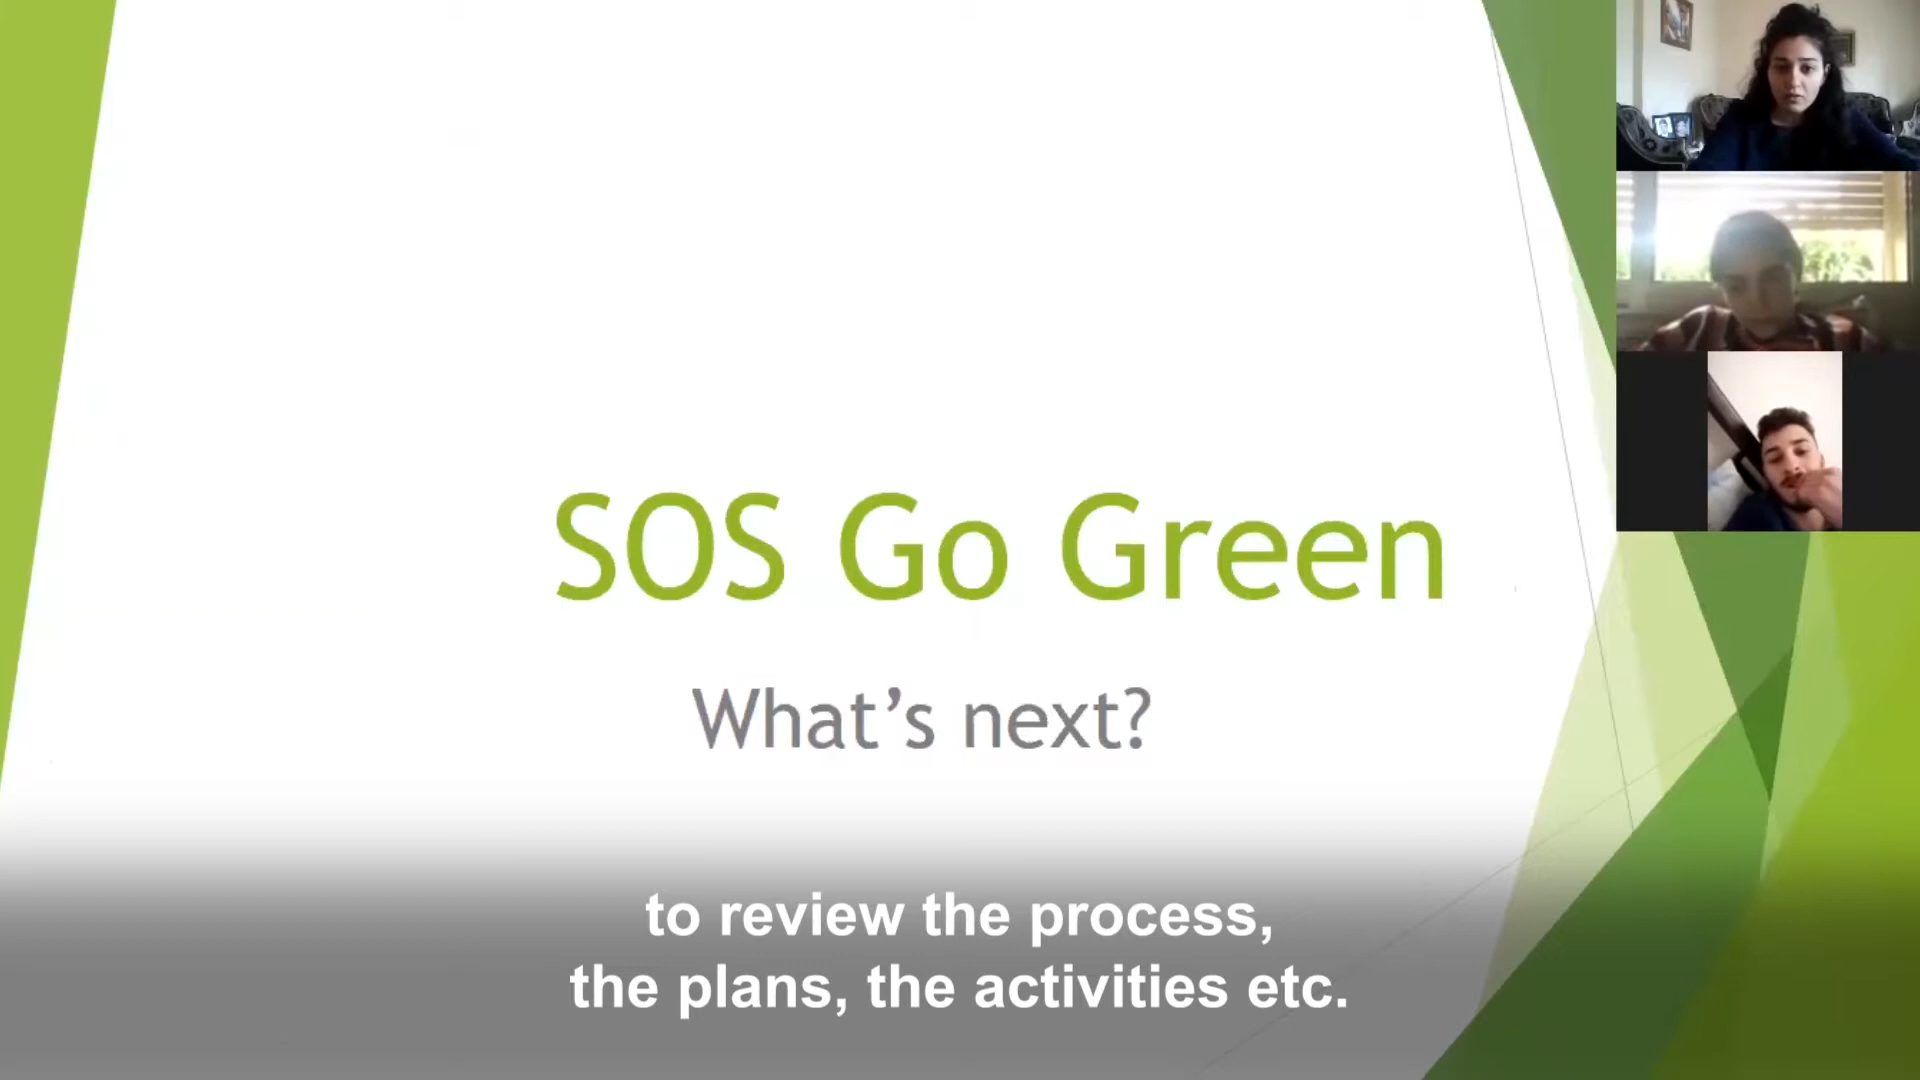 SOS Go Green
What’s next?
to review the process,
the plans, the activities etc.